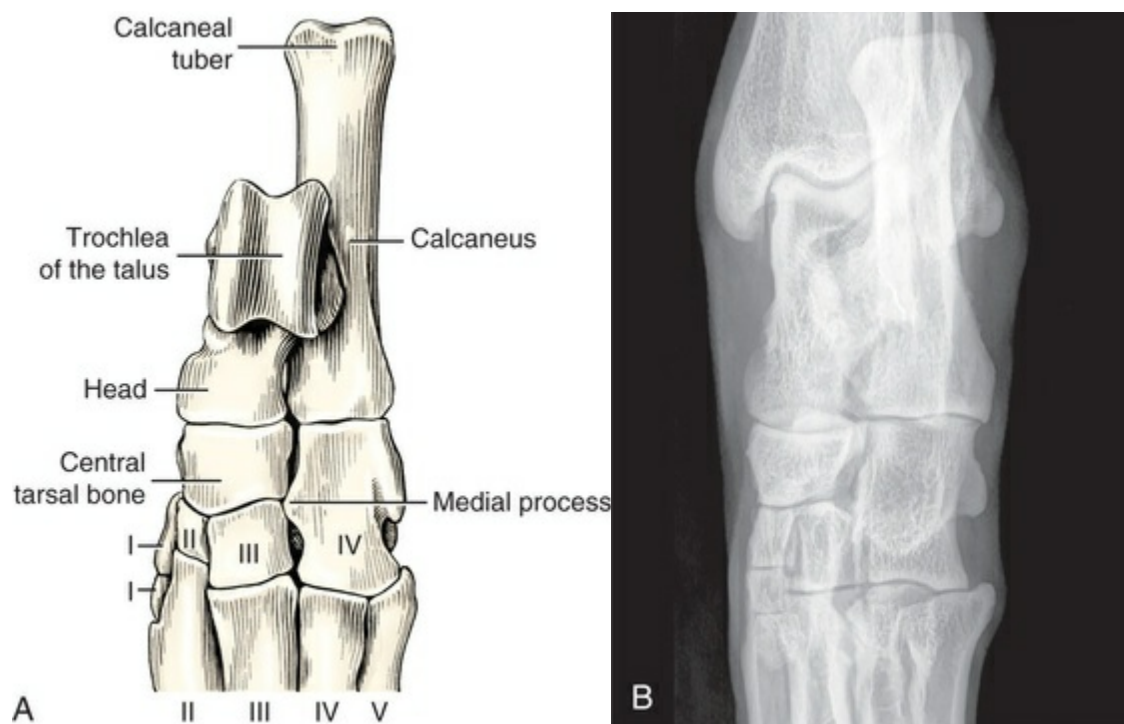 Calcaneal
tuber
Trochlea
of the talus
Calcaneus
Head
Central
tarsal bone
Medial process
I
II
III
IV
I
A
II
III
IV
V
B